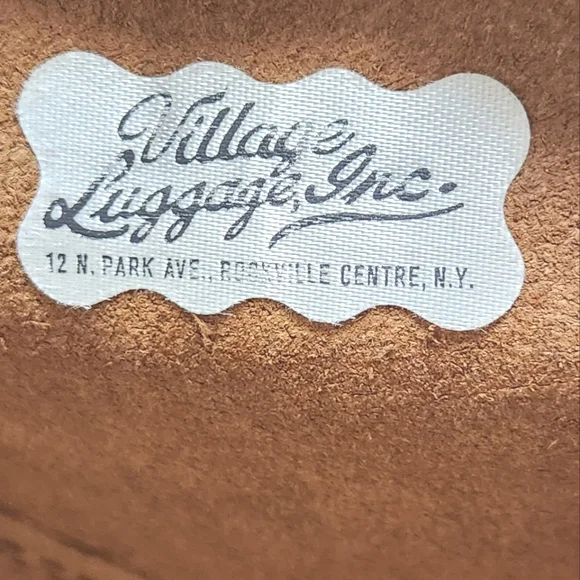 Village
Luggage, Inc.
12 N. PARK AVE., ROCKVILLE CENTRE, N.Y.